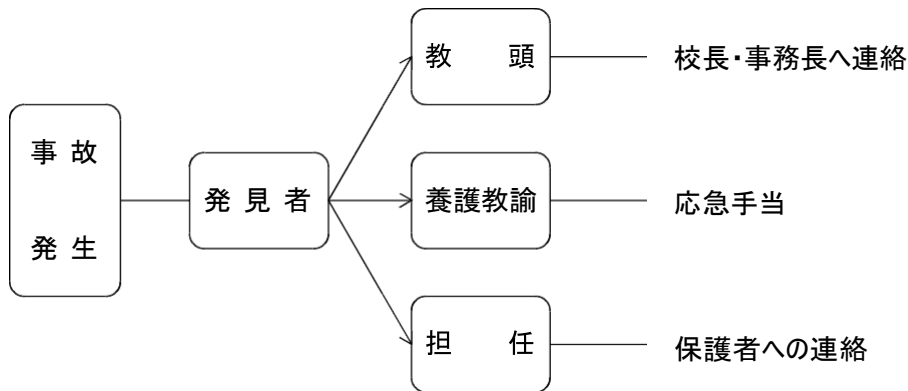 事故
発生
発見者
教頭
校長・事務長へ連絡
養護教諭
応急手当
担任
保護者への連絡